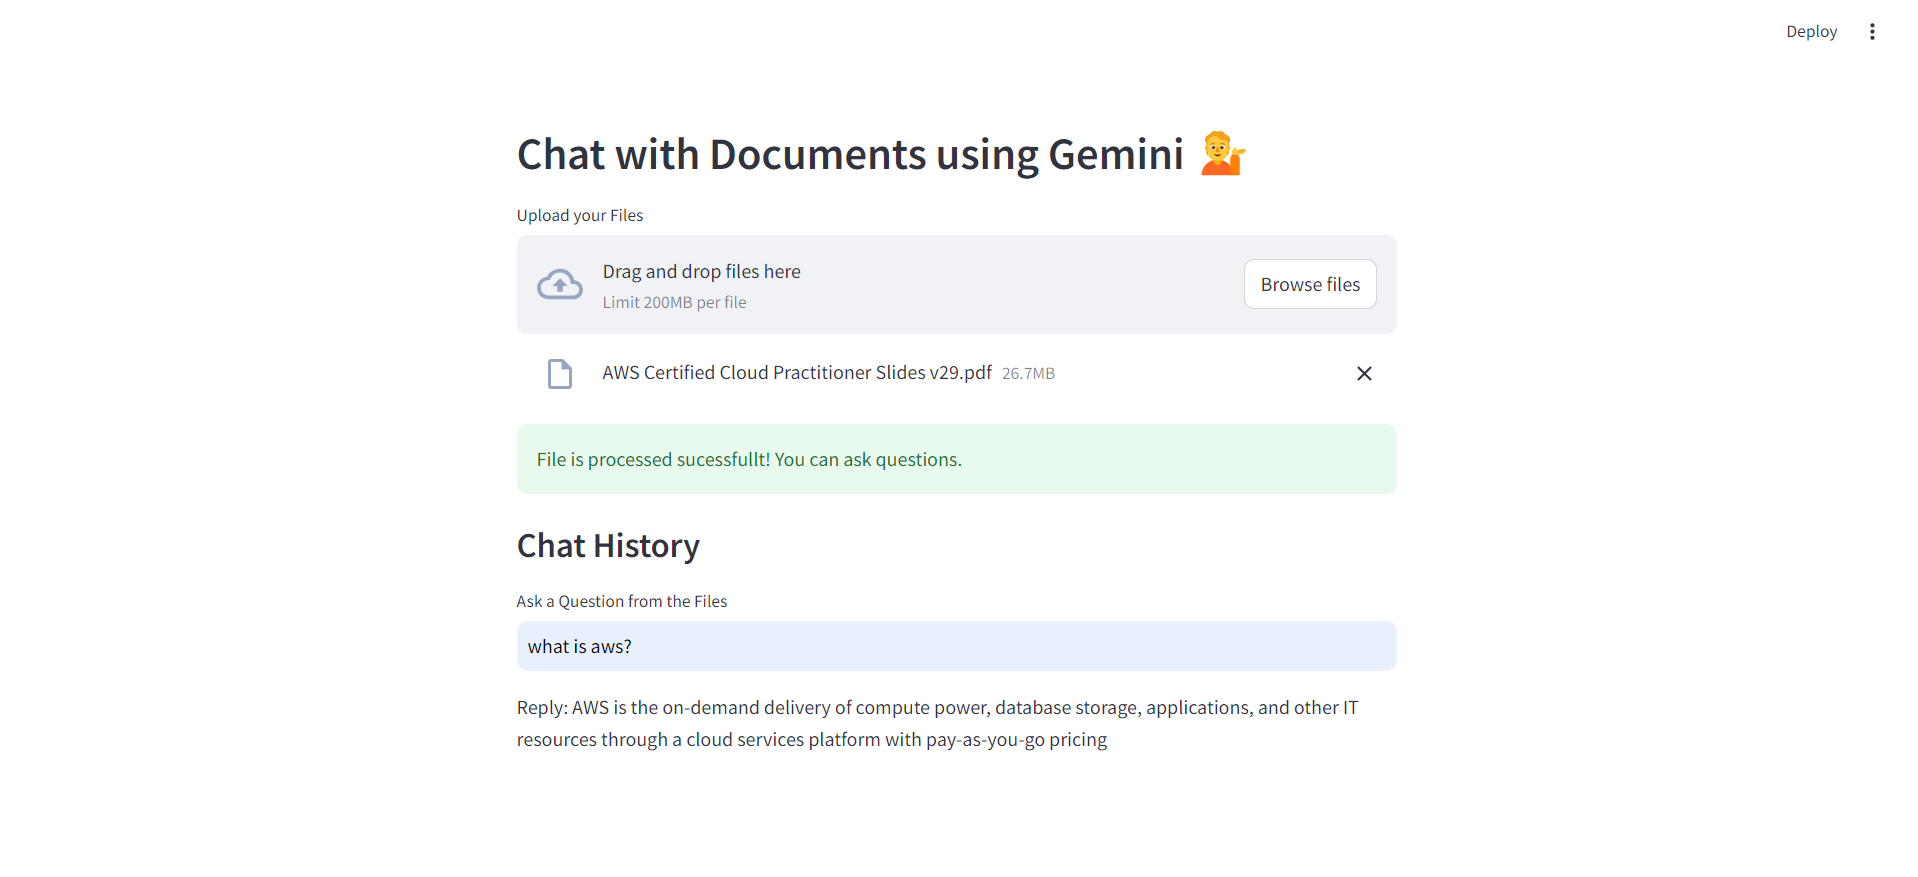 Deploy
Chat with Documents using Gemini 💁
Upload your Files
Drag and drop files here
Limit 200MB per file
Browse files
AWS Certified Cloud Practitioner Slides v29.pdf 26.7MB
File is processed sucessfullt! You can ask questions.
Chat History
Ask a Question from the Files
what is aws?
Reply: AWS is the on-demand delivery of compute power, database storage, applications, and other IT
resources through a cloud services platform with pay-as-you-go pricing